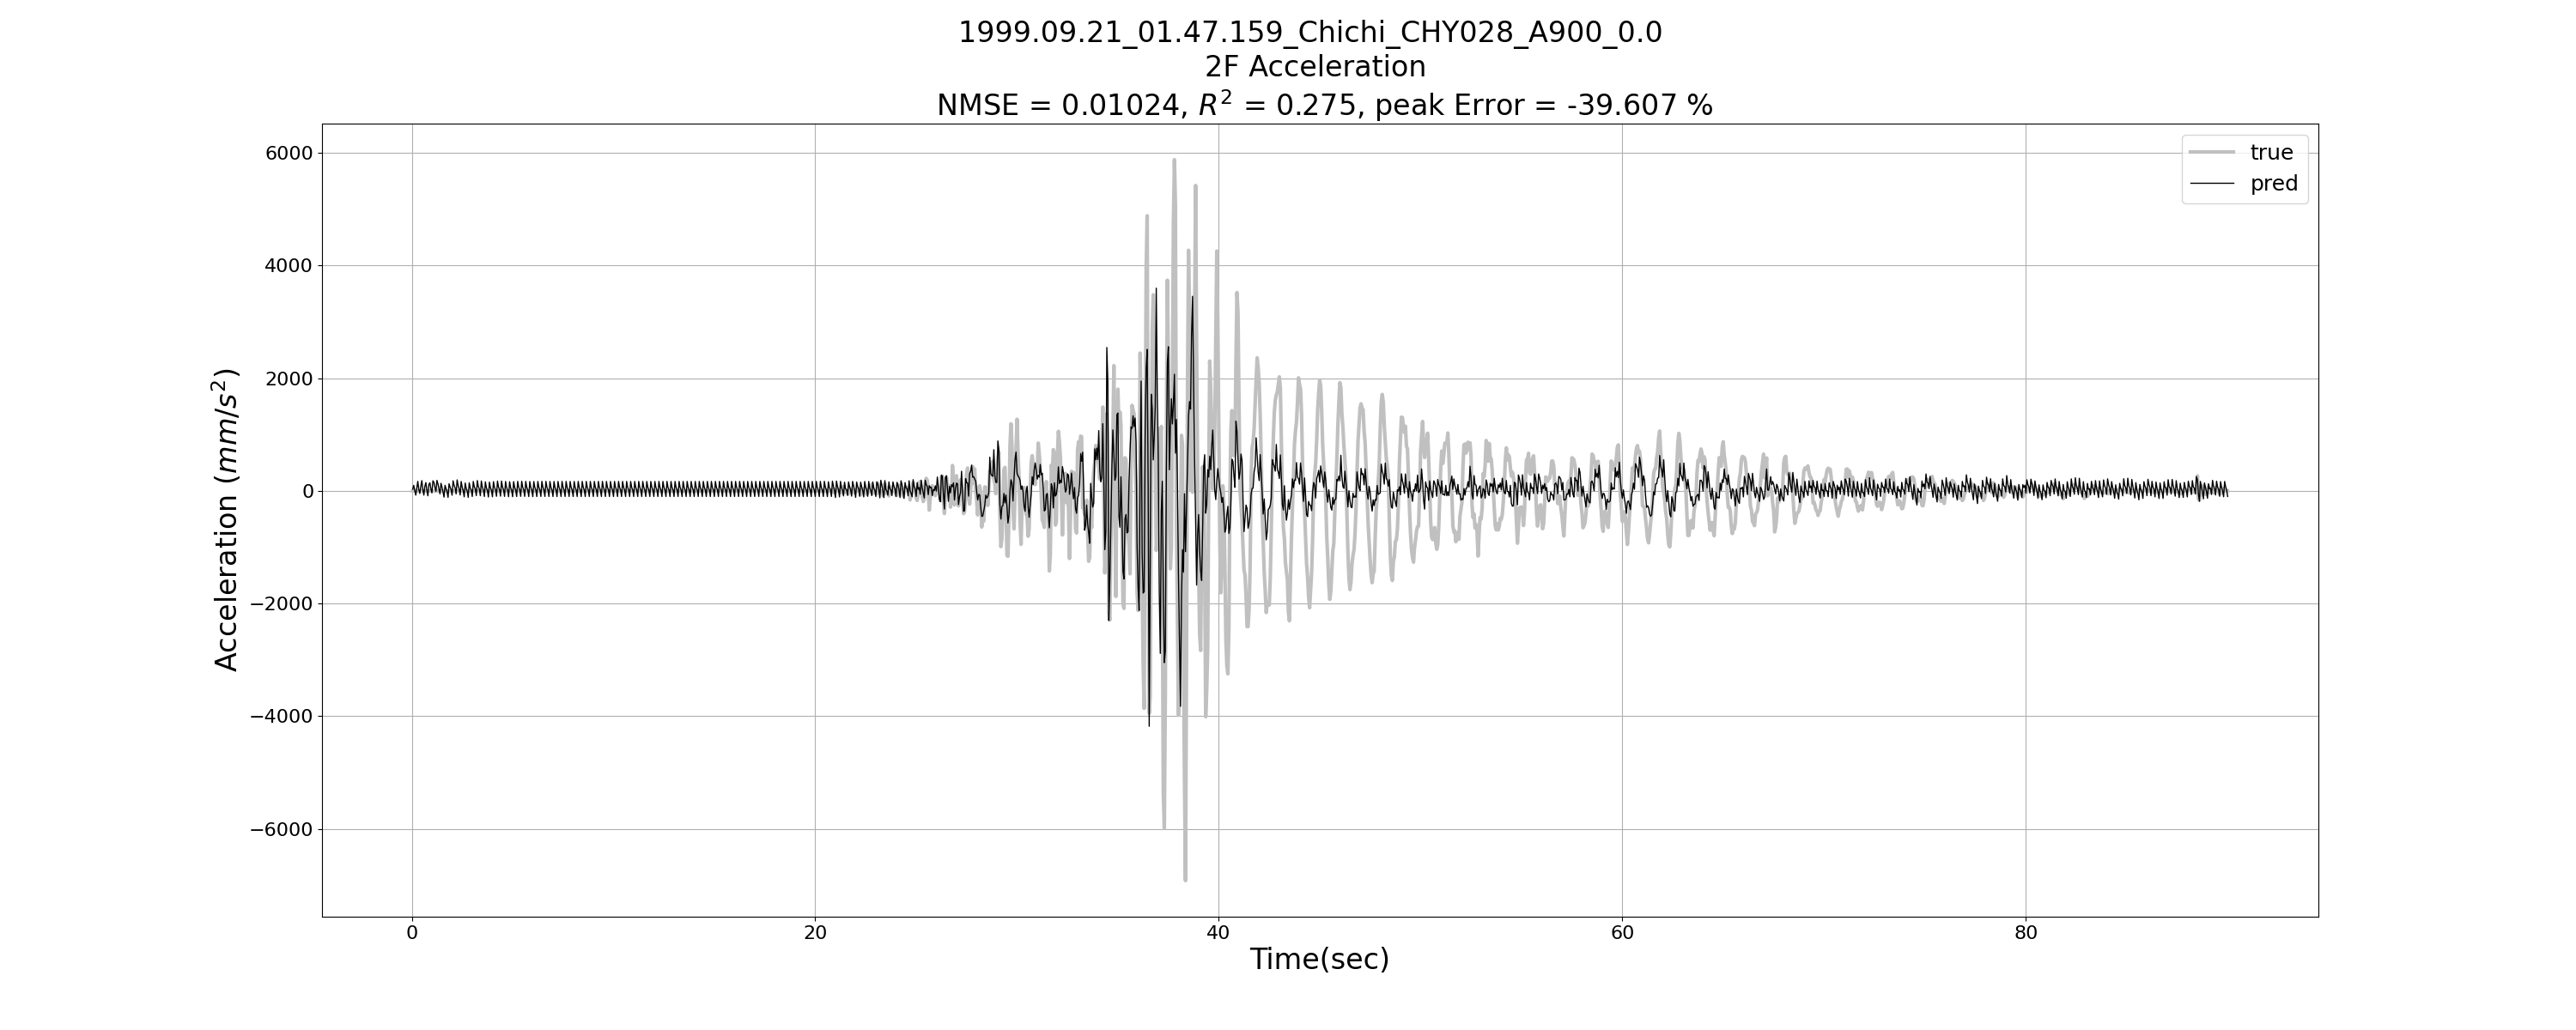 1999.09.21_01.47.159_Chichi_CHY028_A900_0.0
2F Acceleration
NMSE = 0.01024, R² = 0.275, peak Error = -39.607 %
true
pred
6000
4000
2000
0
−2000
−4000
−6000
Acceleration (mm/s²)
0
20
40
60
80
Time(sec)